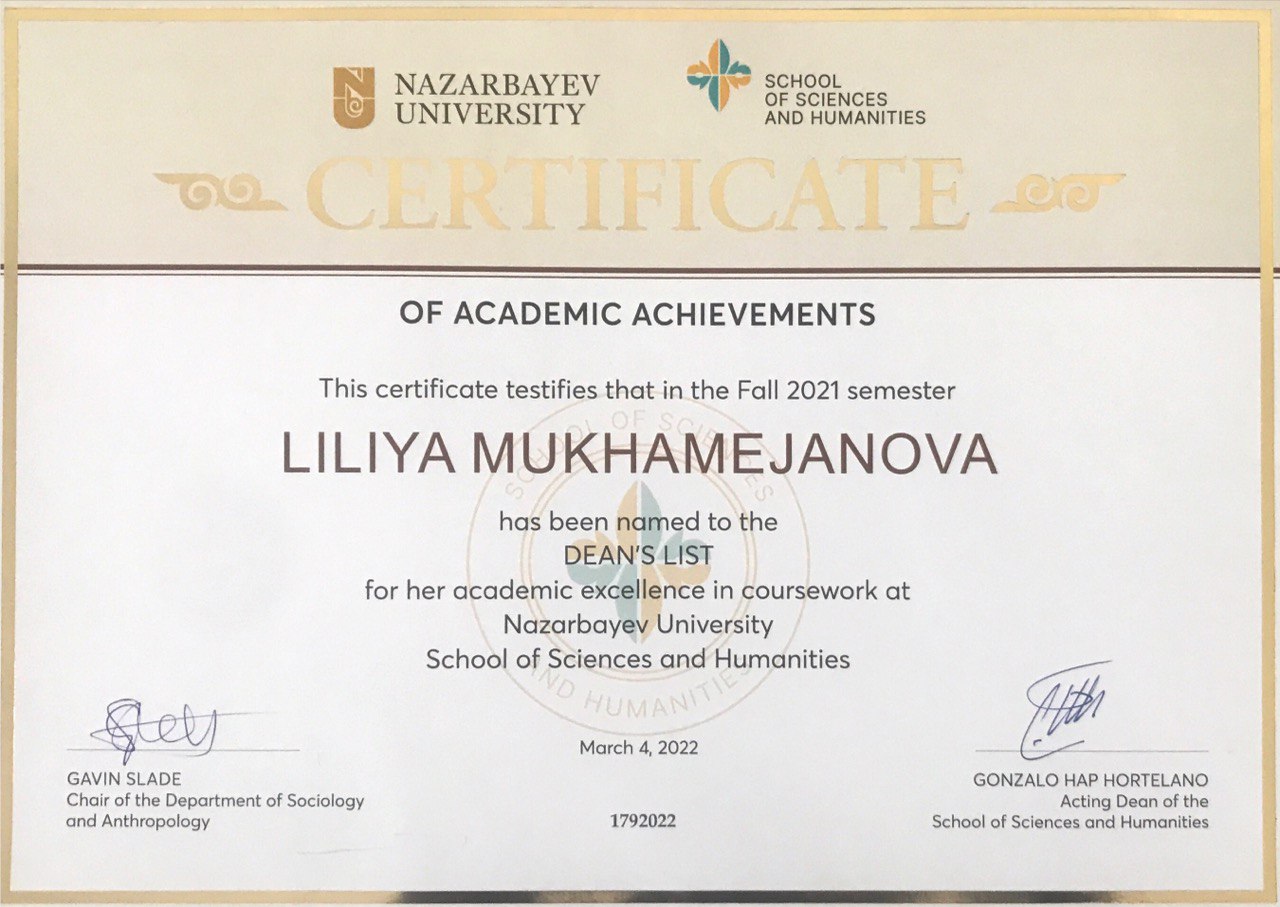 NAZARBAYEV
UNIVERSITY
SCHOOL
OF SCIENCES
AND HUMANITIES
CERTIFICATE
OF ACADEMIC ACHIEVEMENTS
This certificate testifies that in the Fall 2021 semester
SCHOOL OF SCIENCES
LILIYA MUKHAMEJANOVA
has been named to the
DEAN'S LIST
for her academic excellence in coursework at
Nazarbayev University
School of Sciences and Humanities
AND HUMANITIES
March 4, 2022
GAVIN SLADE
Chair of the Department of Sociology
and Anthropology
1792022
GONZALO HAP HORTELANO
Acting Dean of the
School of Sciences and Humanities